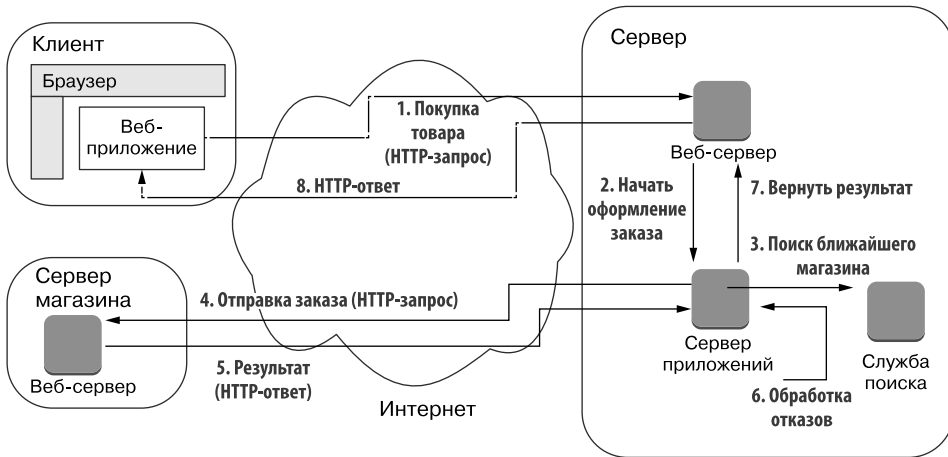 Клиент
Браузер
Веб-
приложение
1. Покупка
товара
(HTTP-запрос)
8. HTTP-ответ
Сервер
Веб-сервер
2. Начать
оформление
заказа
7. Вернуть результат
3. Поиск ближайшего
магазина
Сервер
магазина
Веб-сервер
4. Отправка заказа (HTTP-запрос)
5. Результат
(HTTP-ответ)
Интернет
Сервер
приложений
Служба
поиска
6. Обработка
отказов